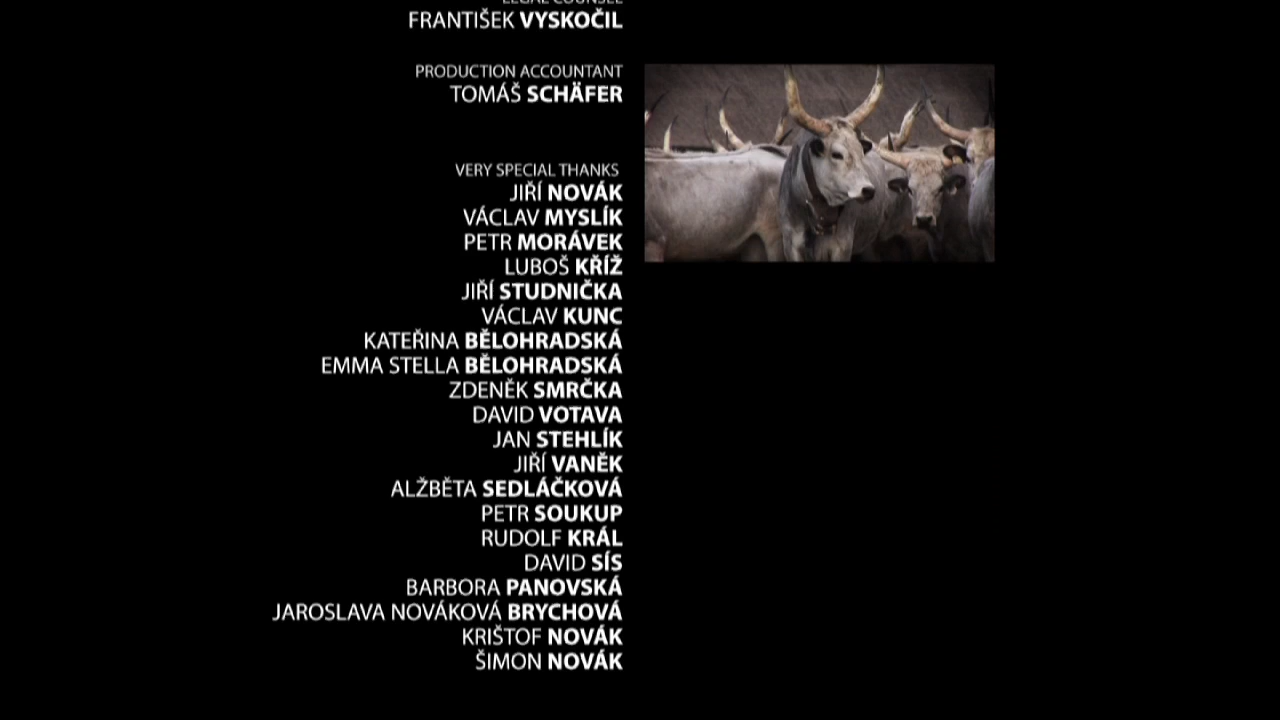 LEGAL COUNSEL
FRANTIŠEK VYSKOČIL
PRODUCTION ACCOUNTANT
TOMÁŠ SCHÄFER
VERY SPECIAL THANKS
JIŘÍ NOVÁK
VÁCLAV MYSLÍK
PETR MORÁVEK
LUBOŠ KŘÍŽ
JIŘÍ STUDNIČKA
VÁCLAV KUNC
KATEŘINA BĚLOHRADSKÁ
EMMA STELLA BĚLOHRADSKÁ
ZDENĚK SMRČKA
DAVID VOTAVA
JAN STEHLÍK
JIŘÍ VANĚK
ALŽBĚTA SEDLÁČKOVÁ
PETR SOUKUP
RUDOLF KRÁL
DAVID SÍS
BARBORA PANOVSKÁ
JAROSLAVA NOVÁKOVÁ BRYCHOVÁ
KRIŠTOF NOVÁK
ŠIMON NOVÁK